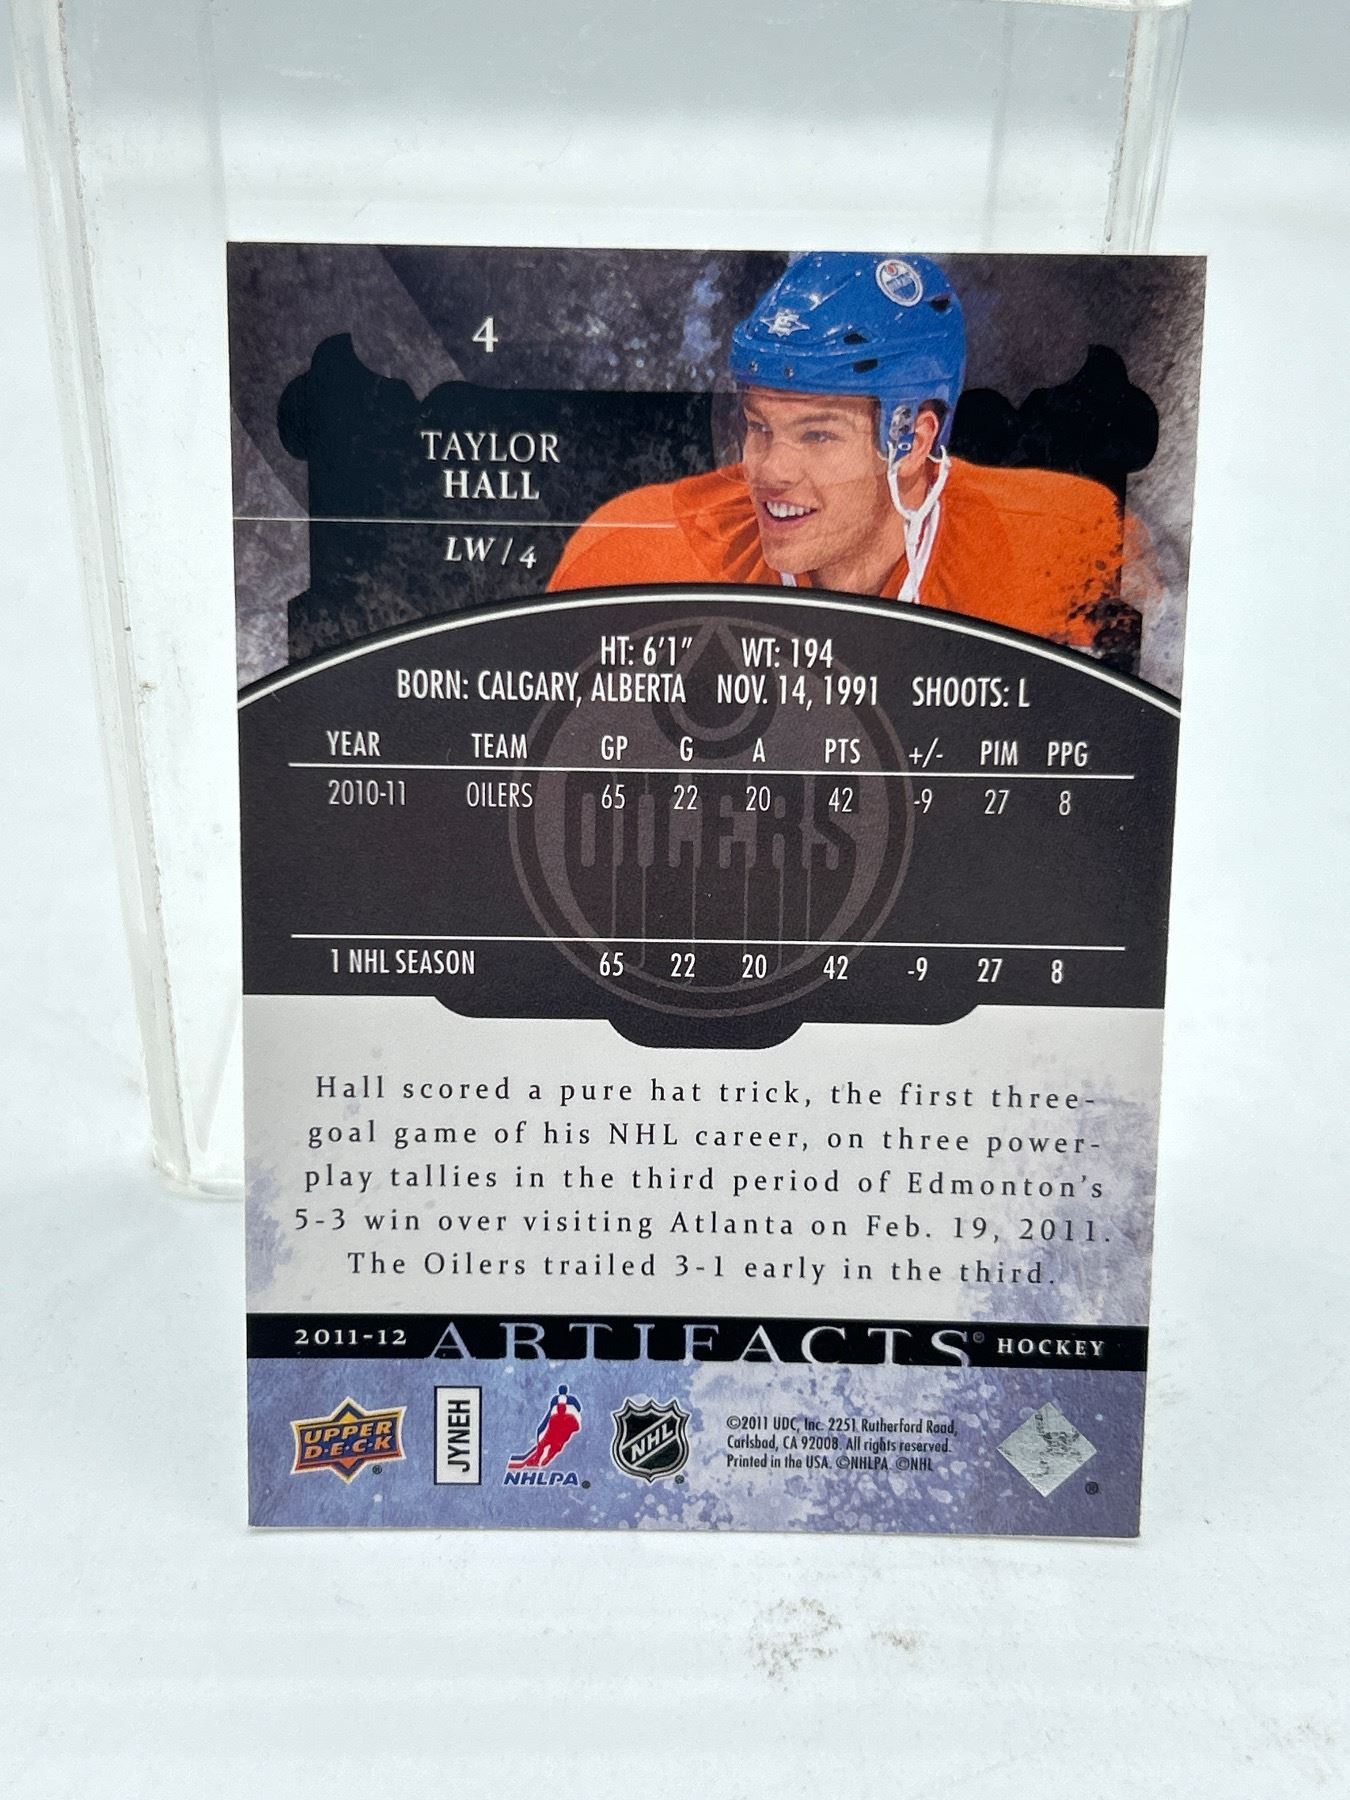 4
TAYLOR
HALL
LW / 4
HT: 6'1" WT: 194
BORN: CALGARY, ALBERTA NOV. 14, 1991 SHOOTS: L
YEAR TEAM GP G A PTS +/- PIM PPG
2010-11 OILERS 65 22 20 42 -9 27 8
OILERS
1 NHL SEASON 65 22 20 42 -9 27 8
Hall scored a pure hat trick, the first three-
goal game of his NHL career, on three power-
play tallies in the third period of Edmonton's
5-3 win over visiting Atlanta on Feb. 19, 2011.
The Oilers trailed 3-1 early in the third.
2011-12 ARTIFACTS® HOCKEY
UPPER
D·E·C·K ®
JYNEH
NHLPA ®
NHL ®
©2011 UDC, Inc. 2251 Rutherford Road,
Carlsbad, CA 92008. All rights reserved.
Printed in the USA. ©NHLPA ©NHL
®